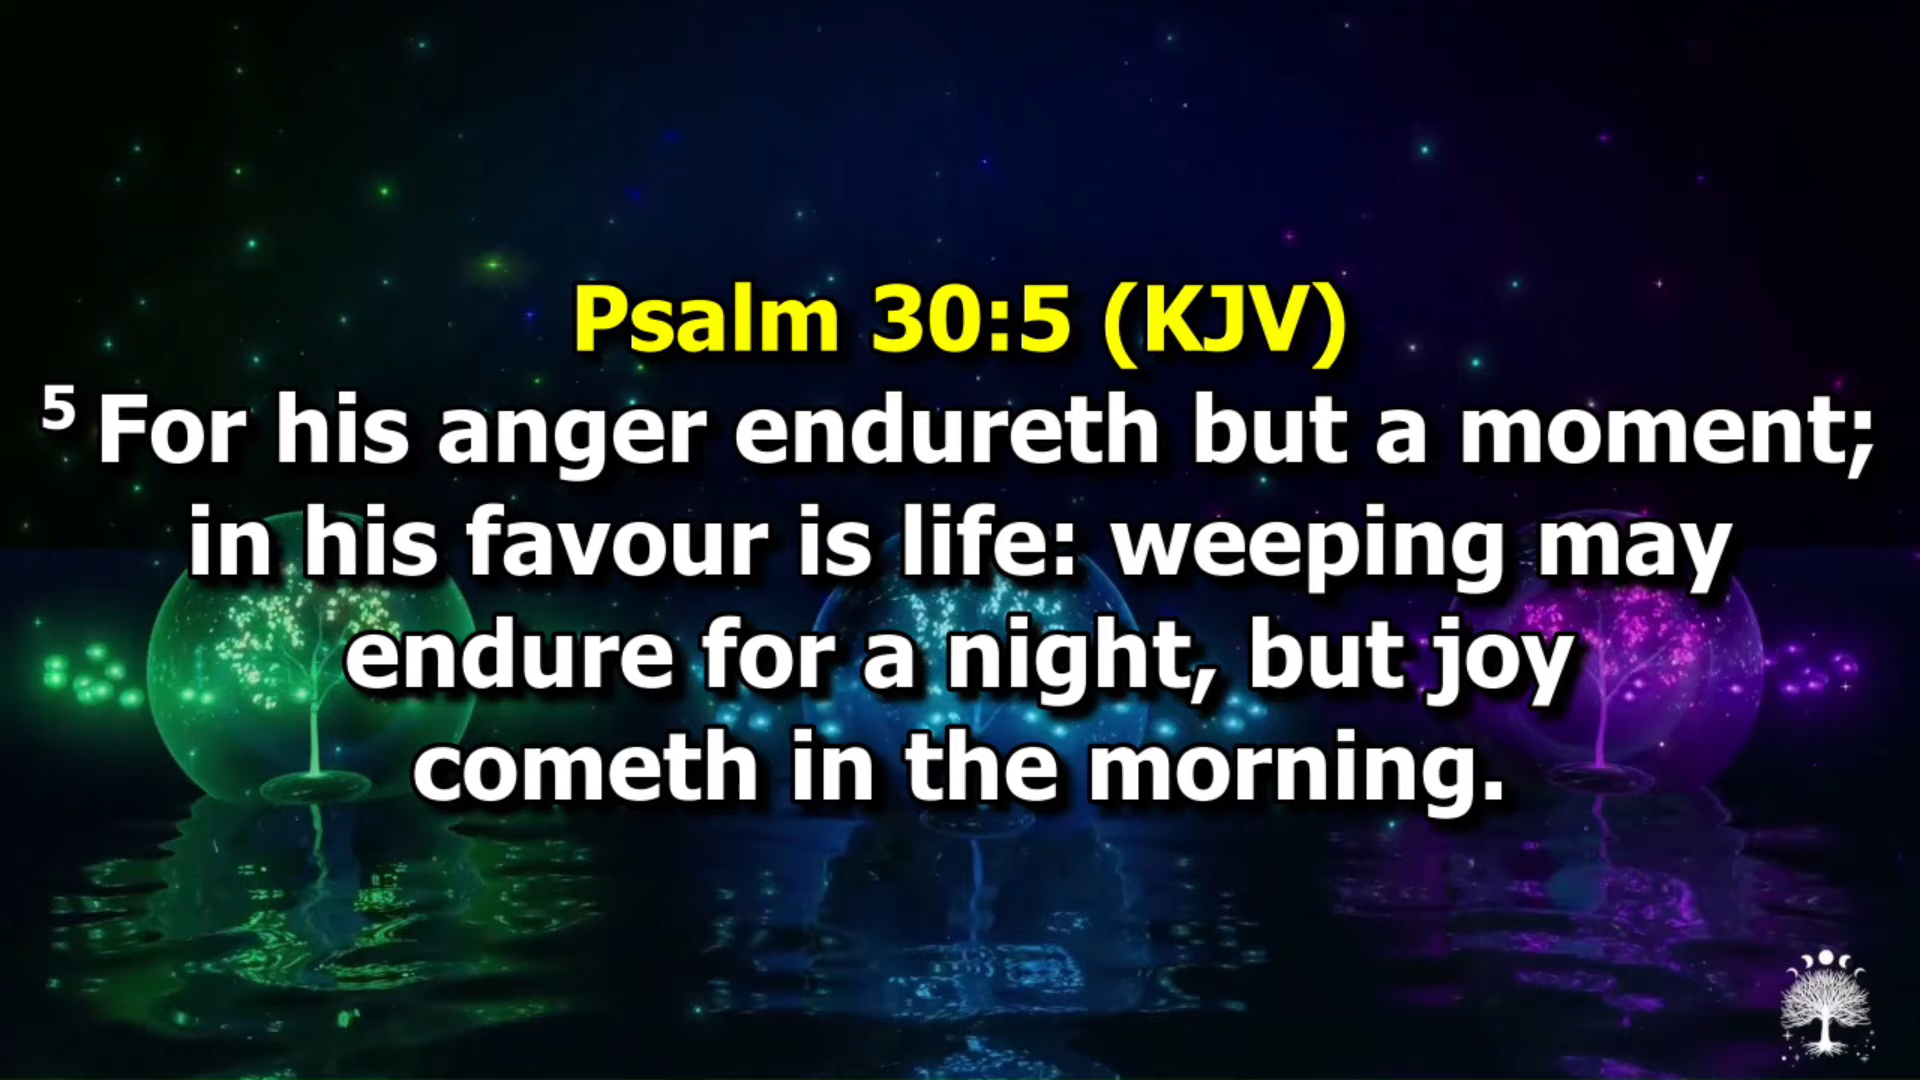 Psalm 30:5 (KJV)
5 For his anger endureth but a moment;
in his favour is life: weeping may
endure for a night, but joy
cometh in the morning.